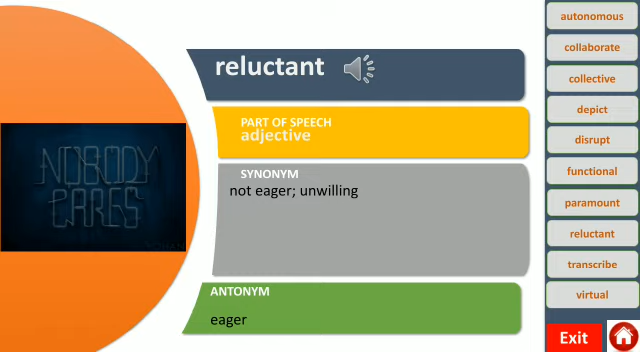 reluctant
PART OF SPEECH
adjective
SYNONYM
not eager; unwilling
ANTONYM
eager
NOBODY
CARES
autonomous
collaborate
collective
depict
disrupt
functional
paramount
reluctant
transcribe
virtual
Exit